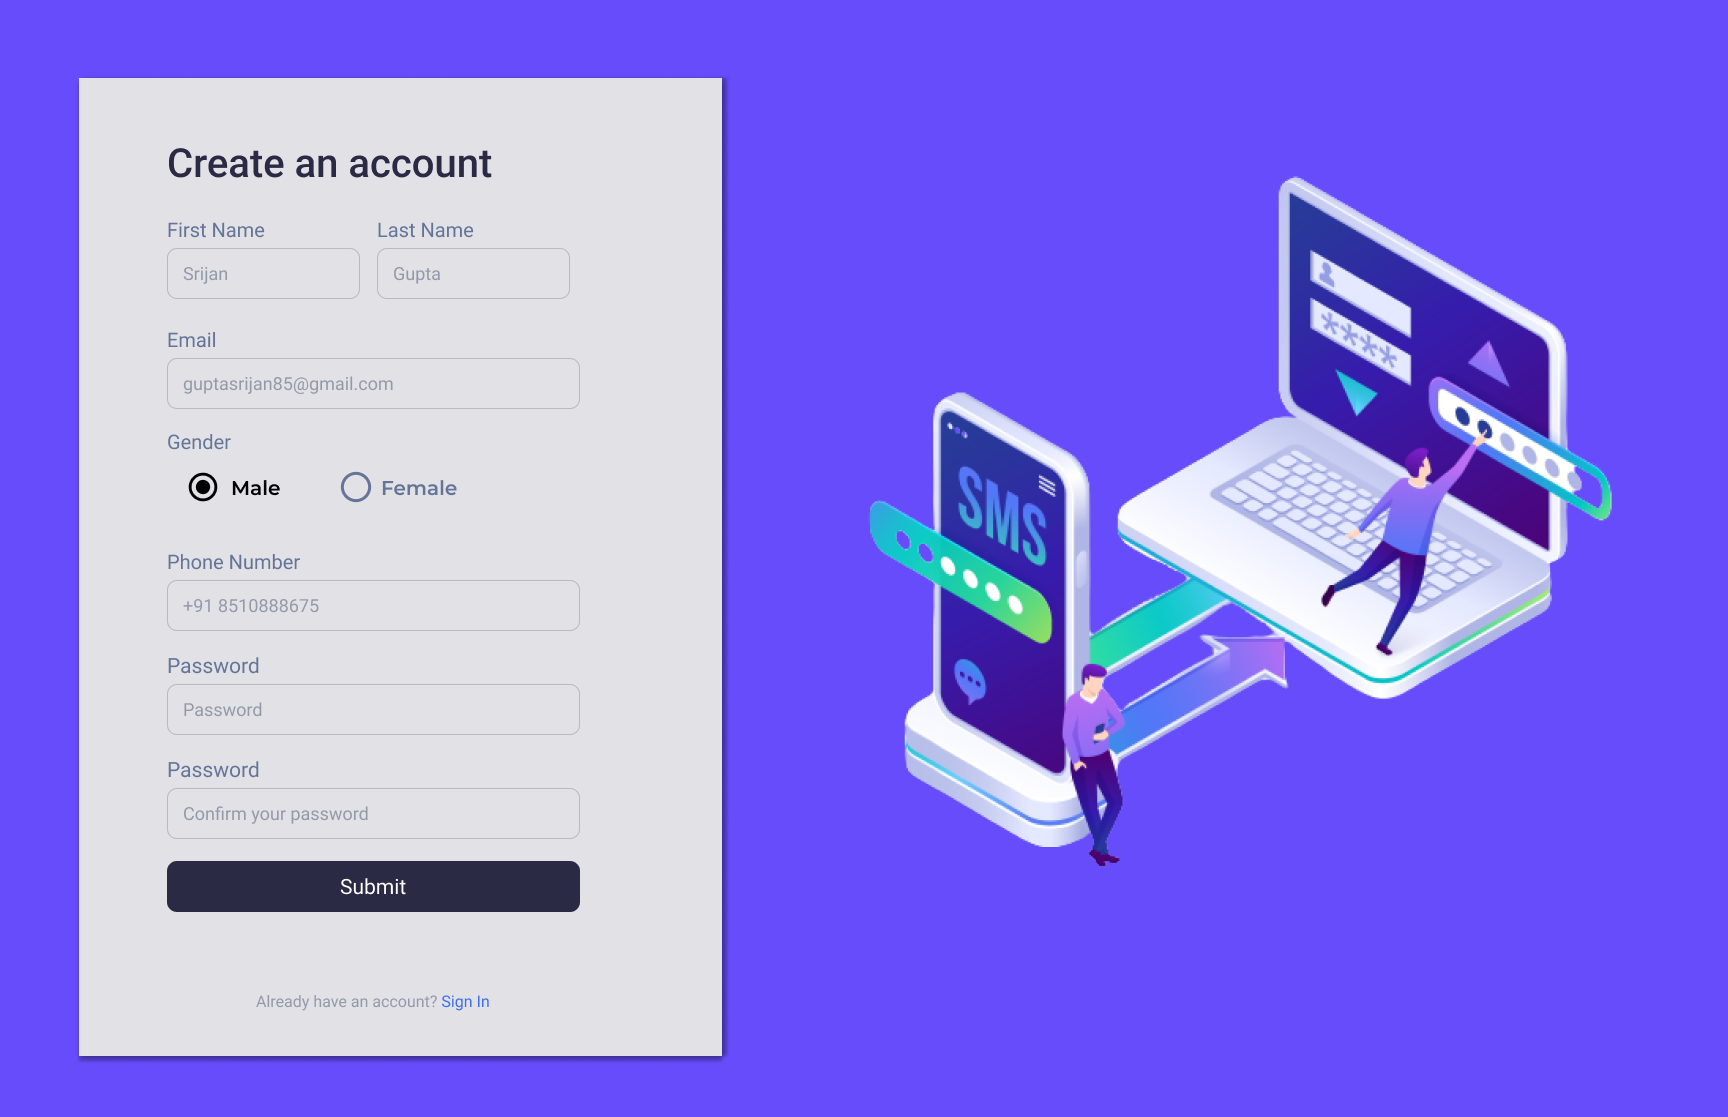 Create an account
First Name Last Name
Srijan Gupta
Email
guptasrijan85@gmail.com
Gender
Male Female
Phone Number
+91 8510888675
Password
Password
Password
Confirm your password
Submit
Already have an account? Sign In
SMS
****